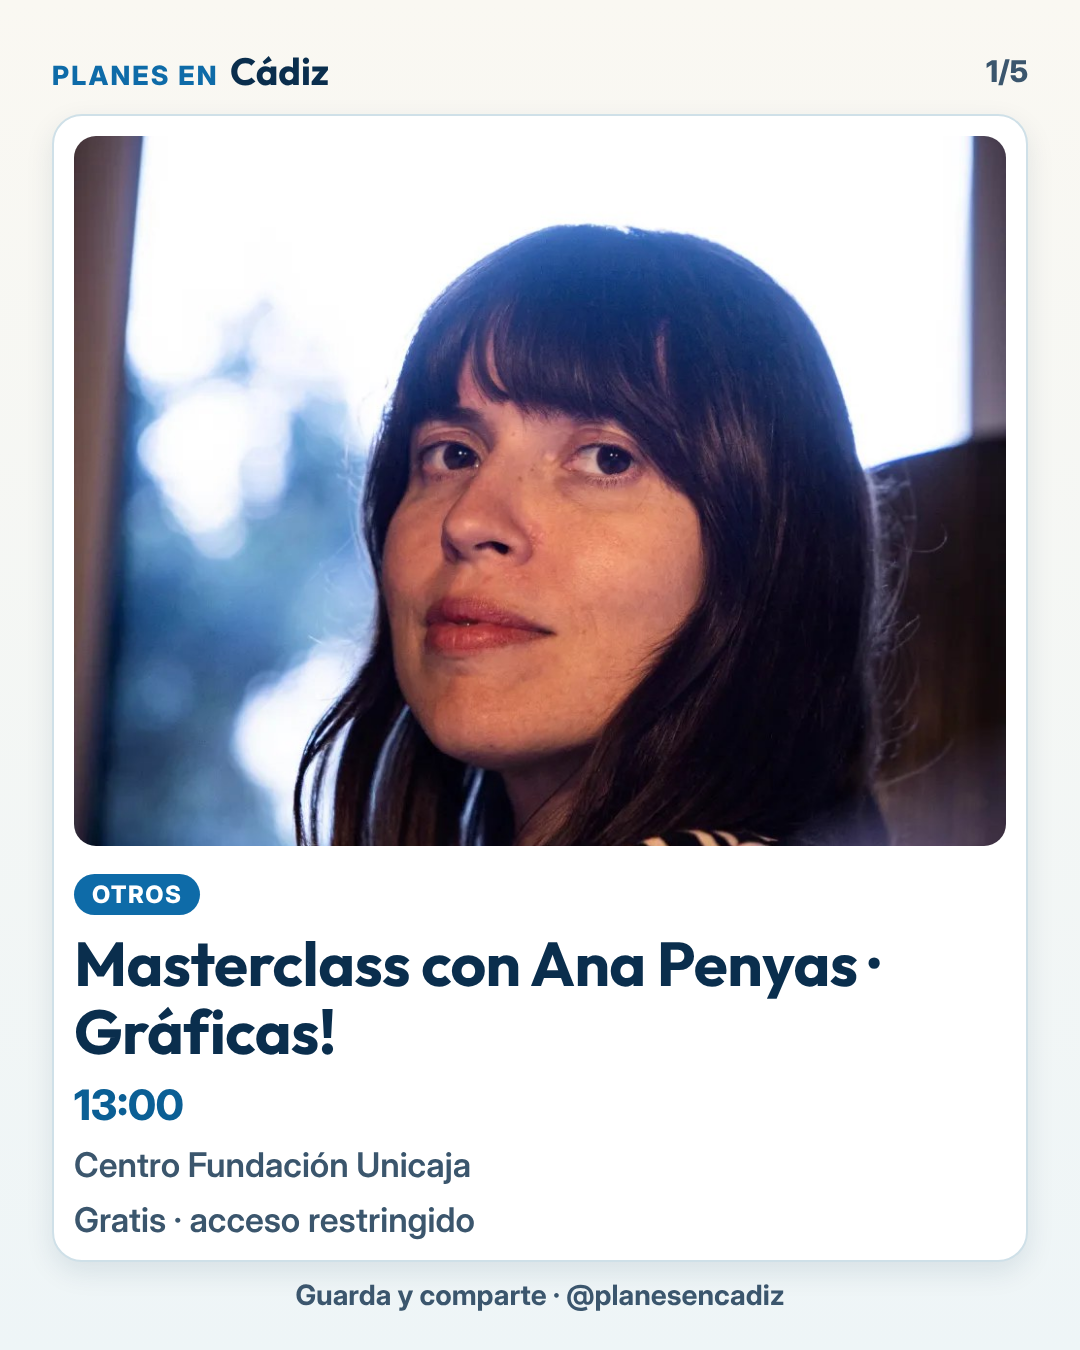 PLANES EN Cádiz
1/5
OTROS
Masterclass con Ana Penyas ·
Gráficas!
13:00
Centro Fundación Unicaja
Gratis · acceso restringido
Guarda y comparte · @planesencadiz